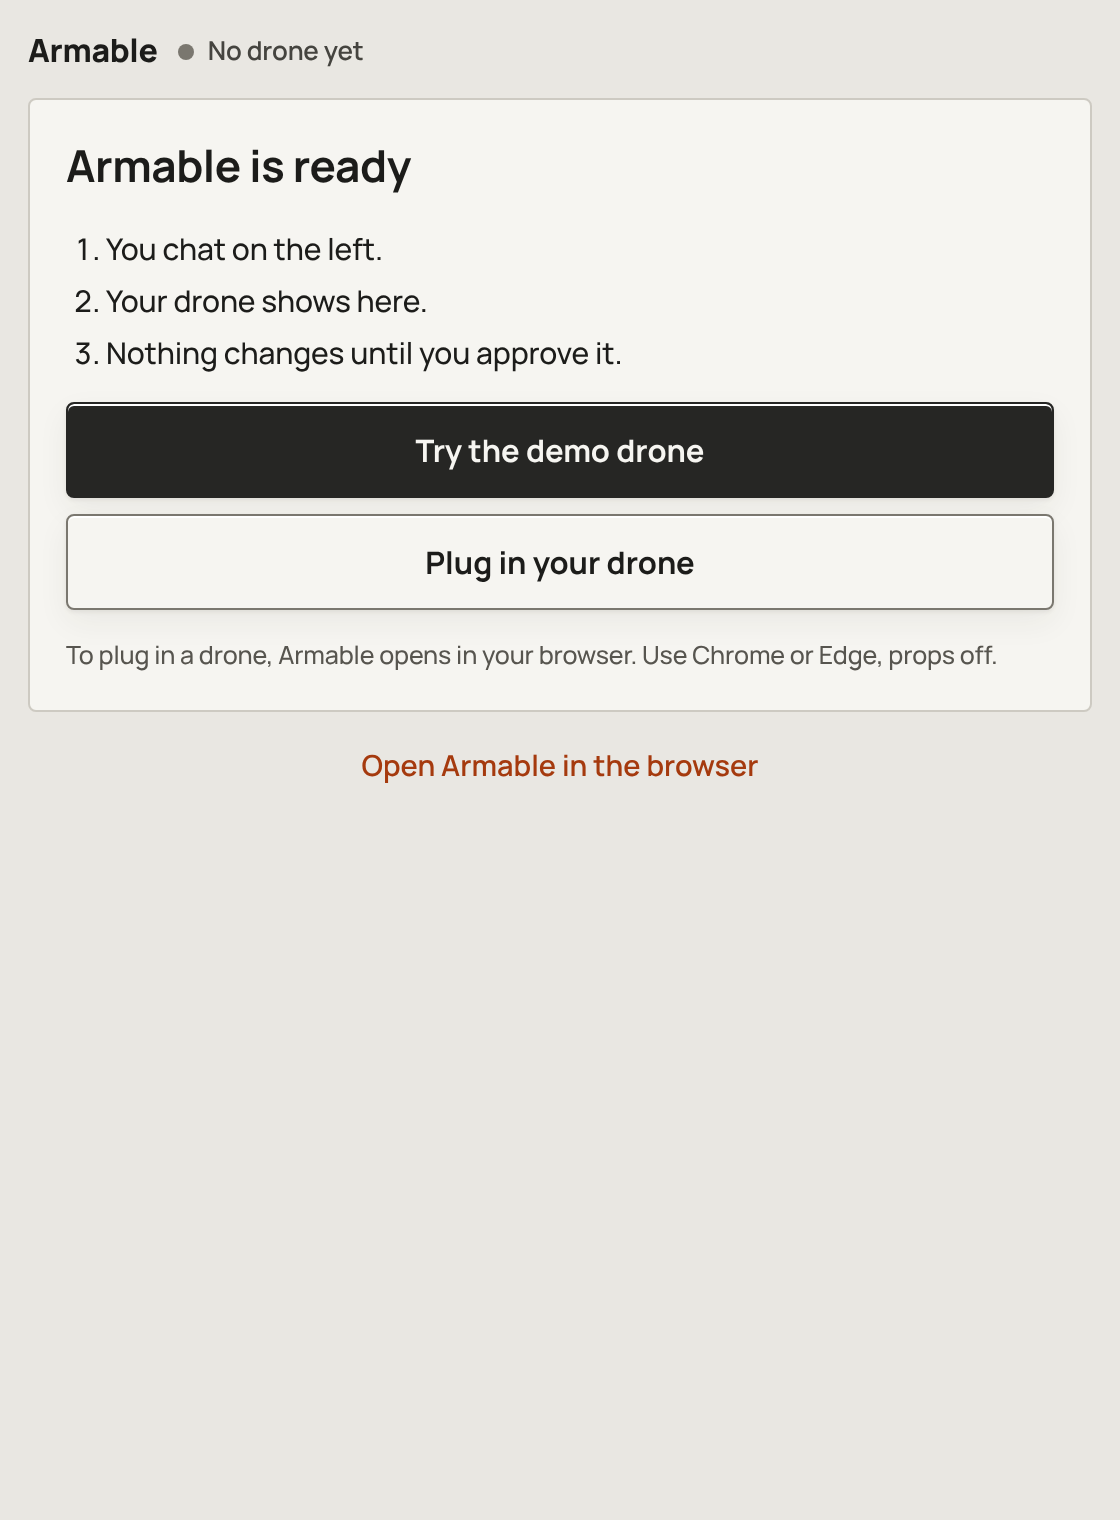 Armable
No drone yet
Armable is ready
1. You chat on the left.
2. Your drone shows here.
3. Nothing changes until you approve it.
Try the demo drone
Plug in your drone
To plug in a drone, Armable opens in your browser. Use Chrome or Edge, props off.
Open Armable in the browser